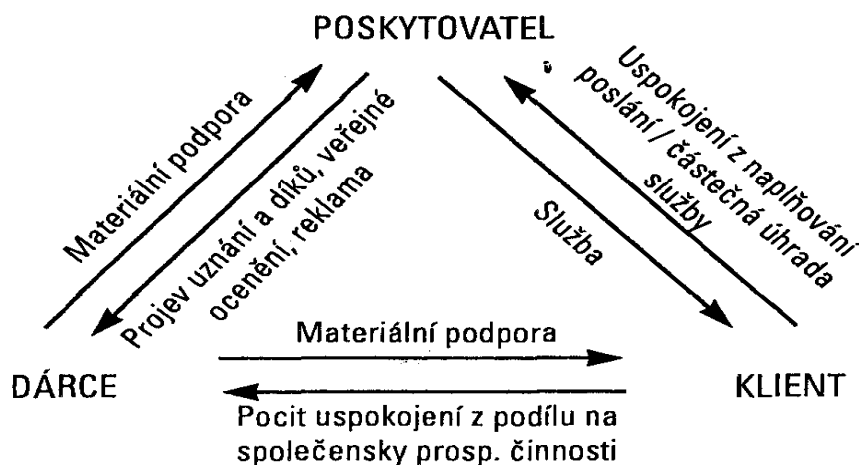 POSKYTOVATEL
Materiální podpora
Projev uznání a díků, veřejné
ocenění, reklama
Služba
Uspokojení z naplňování
poslání / částečná úhrada
služby
Materiální podpora
DÁRCE
KLIENT
Pocit uspokojení z podílu na
společensky prosp. činnosti